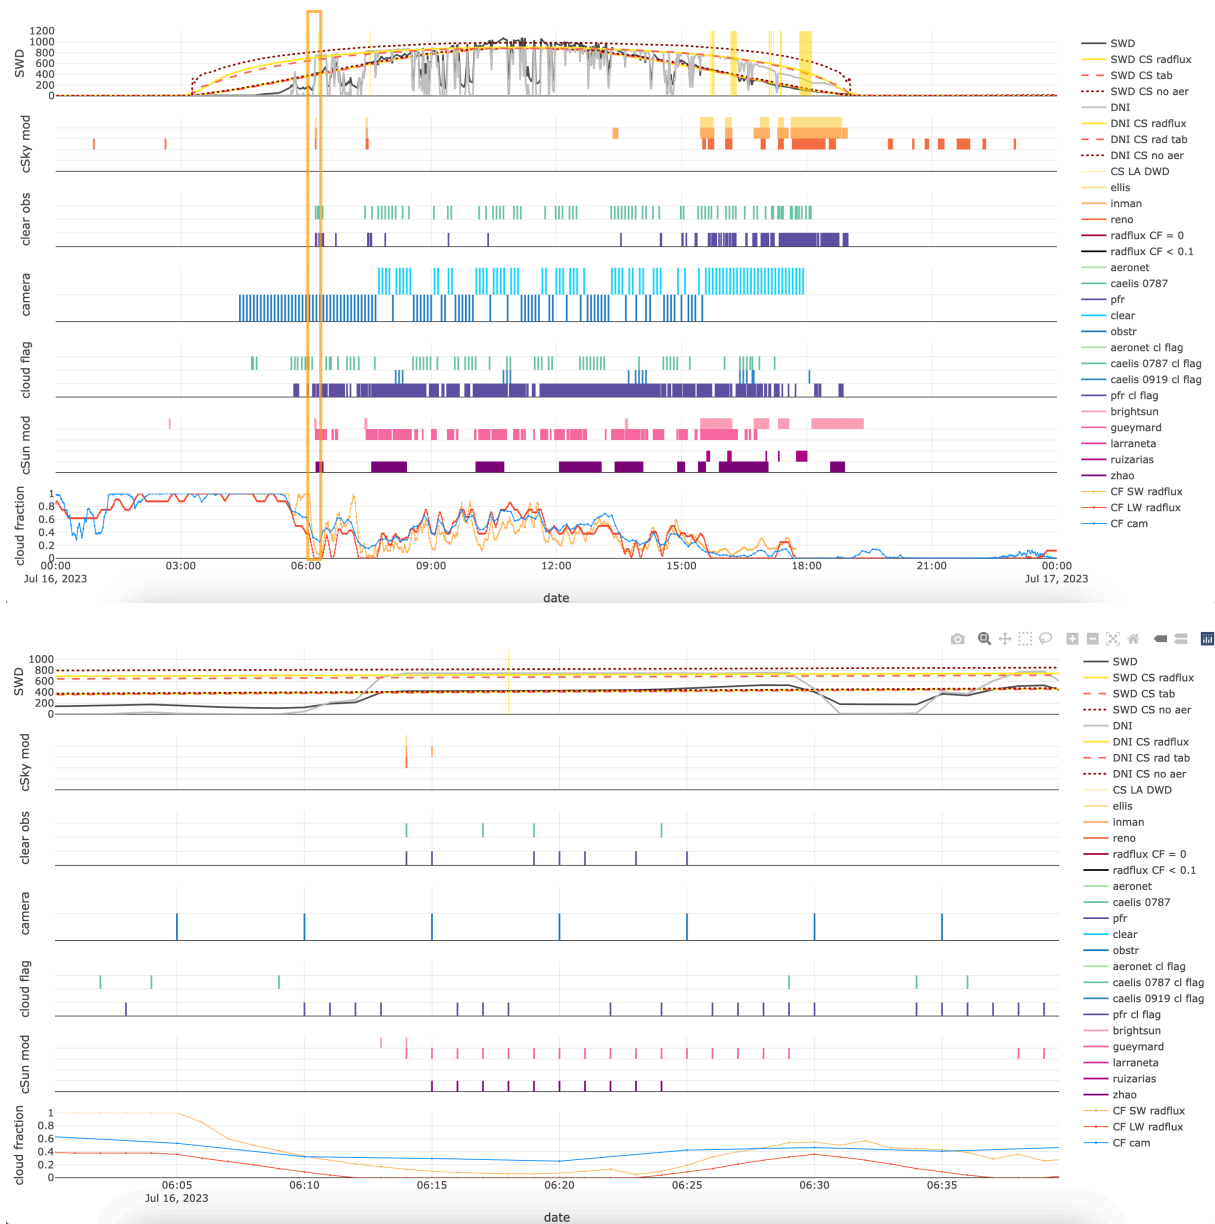 1200
1000
800
600
400
200
0
SWD
cSky mod
clear obs
camera
cloud flag
cSun mod
cloud fraction
1
0.8
0.6
0.4
0.2
0
0:00
03:00
06:00
09:00
12:00
15:00
18:00
21:00
00:00
Jul 16, 2023
Jul 17, 2023
date
SWD
SWD CS radflux
SWD CS tab
SWD CS no aer
DNI
DNI CS radflux
DNI CS rad tab
DNI CS no aer
CS LA DWD
ellis
inman
reno
radflux CF = 0
radflux CF < 0.1
aeronet
caelis 0787
pfr
clear
obstr
aeronet cl flag
caelis 0787 cl flag
caelis 0919 cl flag
pfr cl flag
brightsun
gueymard
larraneta
ruizarias
zhao
CF SW radflux
CF LW radflux
CF cam
1000
800
600
400
200
0
SWD
cSky mod
clear obs
camera
cloud flag
cSun mod
cloud fraction
1
0.8
0.6
0.4
0.2
0
06:05
06:10
06:15
06:20
06:25
06:30
06:35
Jul 16, 2023
date
SWD
SWD CS radflux
SWD CS tab
SWD CS no aer
DNI
DNI CS radflux
DNI CS rad tab
DNI CS no aer
CS LA DWD
ellis
inman
reno
radflux CF = 0
radflux CF < 0.1
aeronet
caelis 0787
pfr
clear
obstr
aeronet cl flag
caelis 0787 cl flag
caelis 0919 cl flag
pfr cl flag
brightsun
gueymard
larraneta
ruizarias
zhao
CF SW radflux
CF LW radflux
CF cam